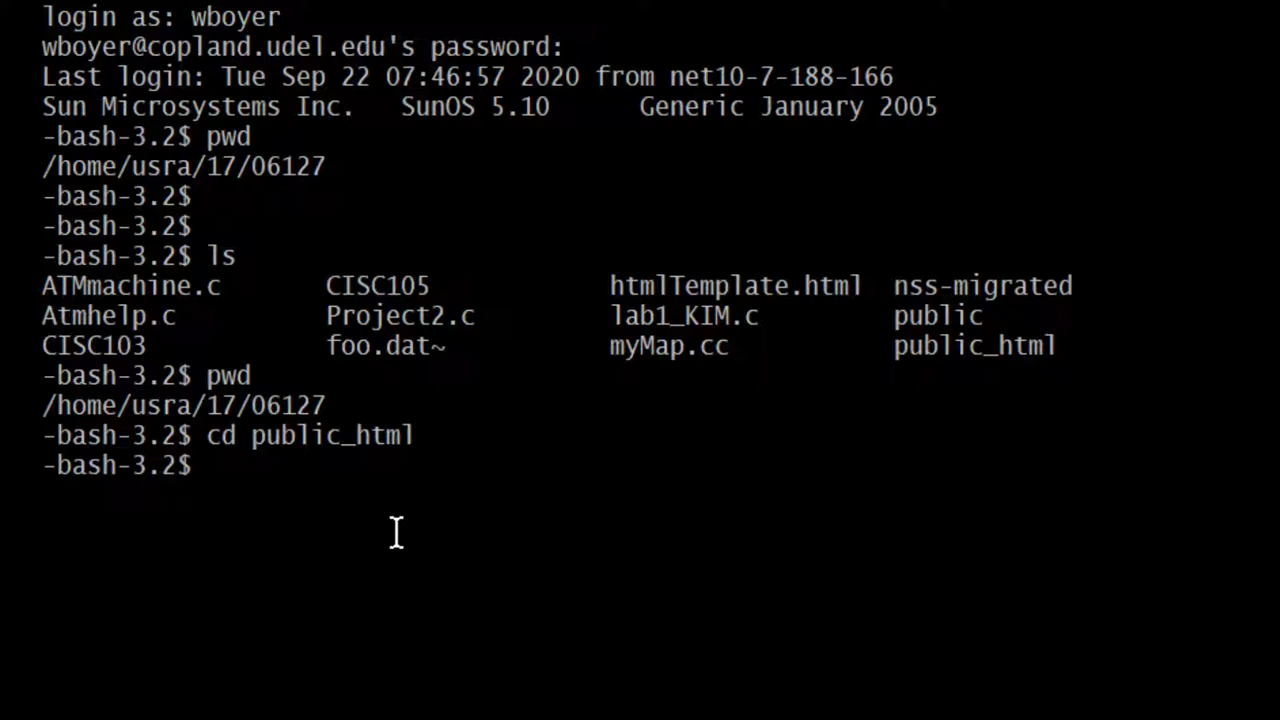 login as: wboyer
wboyer@copland.udel.edu's password:
Last login: Tue Sep 22 07:46:57 2020 from net10-7-188-166
Sun Microsystems Inc.   SunOS 5.10      Generic January 2005
-bash-3.2$ pwd
/home/usra/17/06127
-bash-3.2$
-bash-3.2$
-bash-3.2$ ls
ATMmachine.c       CISC105            htmlTemplate.html  nss-migrated
Atmhelp.c          Project2.c         lab1_KIM.c         public
CISC103            foo.dat~           myMap.cc           public_html
-bash-3.2$ pwd
/home/usra/17/06127
-bash-3.2$ cd public_html
-bash-3.2$